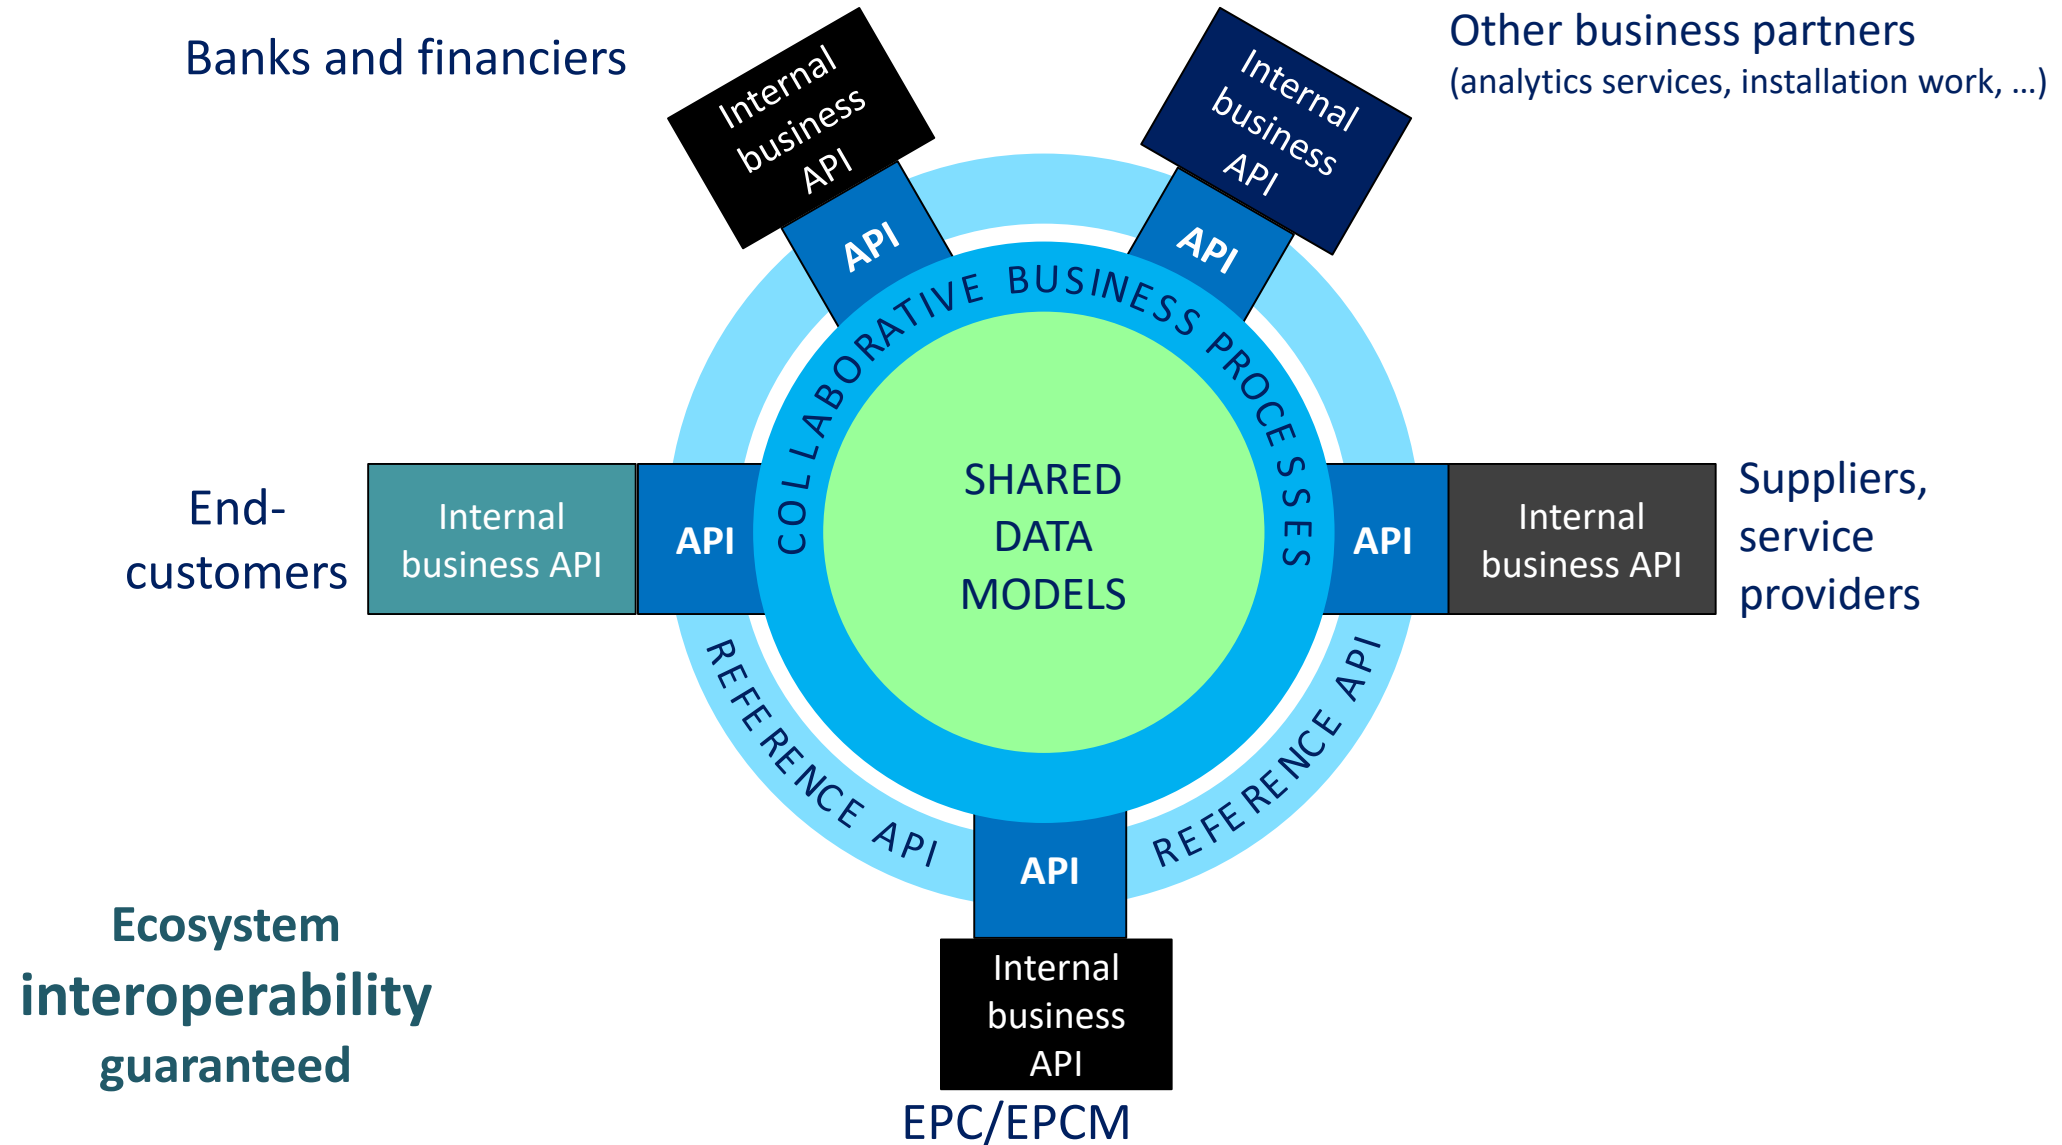 Banks and financiers
Other business partners
(analytics services, installation work, ...)
Internal
business
API
API
Internal
business
API
API
COLLABORATIVE BUSINESS PROCESSES
SHARED
DATA
MODELS
End-
customers
Internal
business API
API
API
Internal
business API
Suppliers,
service
providers
REFERENCE API
REFERENCE API
API
Internal
business
API
EPC/EPCM
Ecosystem
interoperability
guaranteed